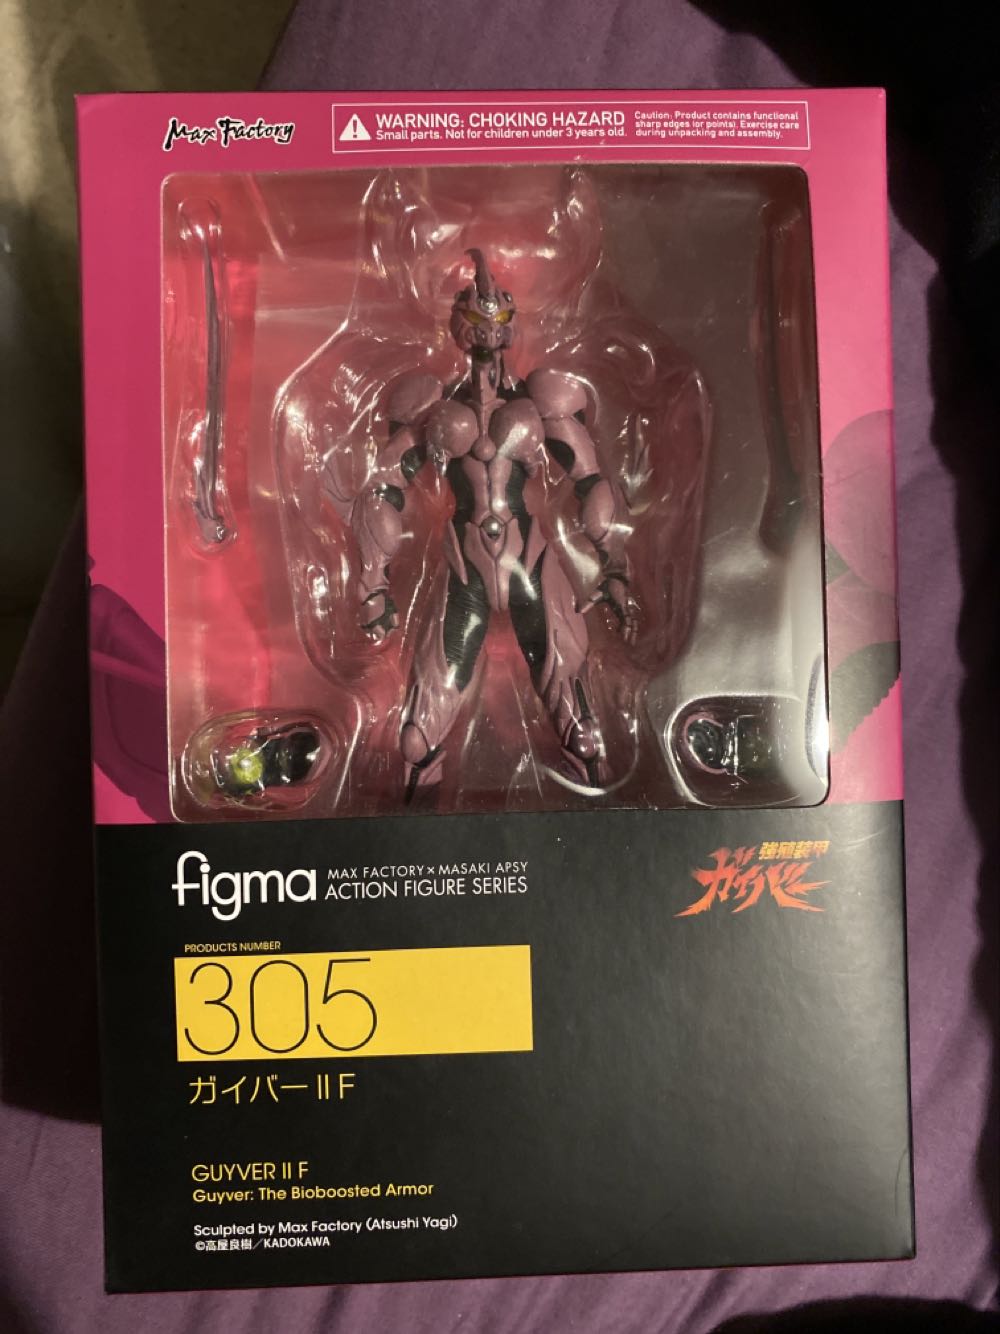 Max Factory
WARNING: CHOKING HAZARD
Small parts. Not for children under 3 years old.
Caution: Product contains functional
sharp edges (or points). Exercise care
during unpacking and assembly.
figma
MAX FACTORY × MASAKI APSY
ACTION FIGURE SERIES
強殖装甲
ガイバー
PRODUCTS NUMBER
305
ガイバーII F
GUYVER II F
Guyver: The Bioboosted Armor
Sculpted by Max Factory (Atsushi Yagi)
©高屋良樹/KADOKAWA